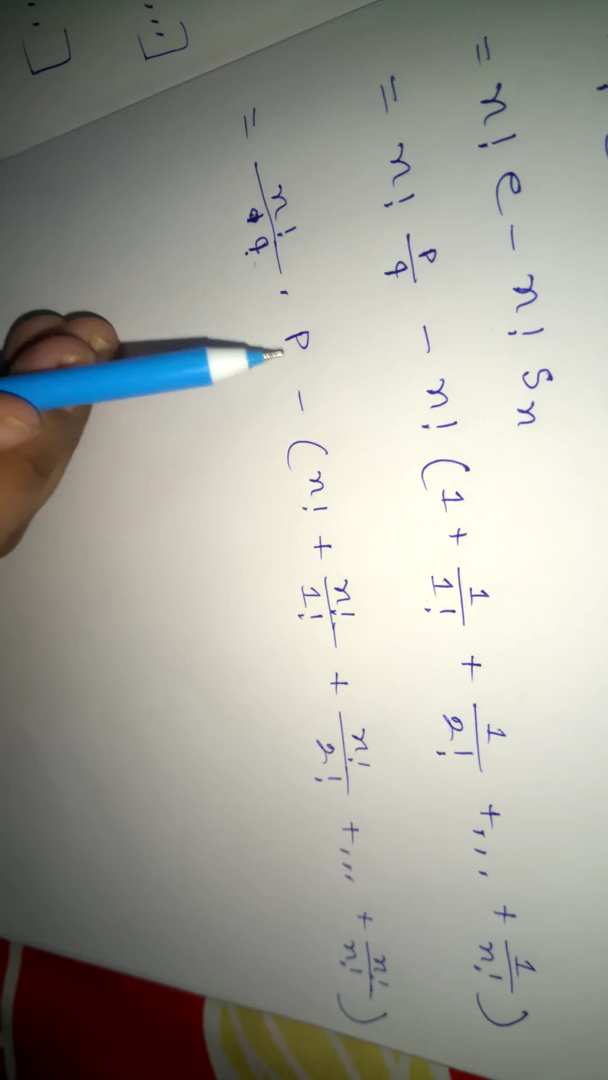 = n! e - n! Sn
= n! p/q - n! (1 + 1/1! + 1/2! + ... + 1/n!)
= n!/q . p - (n! + n!/1! + n!/2! + ... + n!/n!)
...]
...]